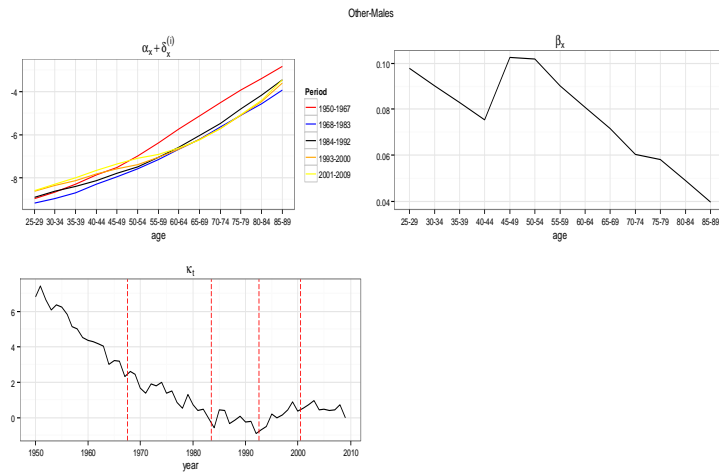 Other-Males
αx+δx(i)
-4
-6
-8
25-29 30-34 35-39 40-44 45-49 50-54 55-59 60-64 65-69 70-74 75-79 80-84 85-89
age
Period
1950-1967
1968-1983
1984-1992
1993-2000
2001-2009
βx
0.10
0.08
0.06
0.04
25-29 30-34 35-39 40-44 45-49 50-54 55-59 60-64 65-69 70-74 75-79 80-84 85-89
age
κt
6
4
2
0
1950 1960 1970 1980 1990 2000 2010
year